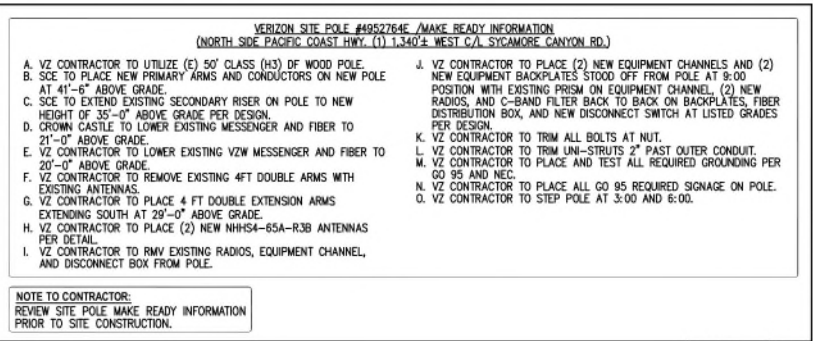 VERIZON SITE POLE #4952764E /MAKE READY INFORMATION
(NORTH SIDE PACIFIC COAST HWY. (1) 1,340'± WEST C/L SYCAMORE CANYON RD.)
A. VZ CONTRACTOR TO UTILIZE (E) 50' CLASS (H3) DF WOOD POLE.
B. SCE TO PLACE NEW PRIMARY ARMS AND CONDUCTORS ON NEW POLE
AT 41'-6" ABOVE GRADE.
C. SCE TO EXTEND EXISTING SECONDARY RISER ON POLE TO NEW
HEIGHT OF 35'-0" ABOVE GRADE PER DESIGN.
D. CROWN CASTLE TO LOWER EXISTING MESSENGER AND FIBER TO
21'-0" ABOVE GRADE.
E. VZ CONTRACTOR TO LOWER EXISTING VZW MESSENGER AND FIBER TO
20'-0" ABOVE GRADE.
F. VZ CONTRACTOR TO REMOVE EXISTING 4FT DOUBLE ARMS WITH
EXISTING ANTENNAS.
G. VZ CONTRACTOR TO PLACE 4 FT DOUBLE EXTENSION ARMS
EXTENDING SOUTH AT 29'-0" ABOVE GRADE.
H. VZ CONTRACTOR TO PLACE (2) NEW NHHS4-65A-R3B ANTENNAS
PER DETAIL.
I. VZ CONTRACTOR TO RMV EXISTING RADIOS, EQUIPMENT CHANNEL,
AND DISCONNECT BOX FROM POLE.
J. VZ CONTRACTOR TO PLACE (2) NEW EQUIPMENT CHANNELS AND (2)
NEW EQUIPMENT BACKPLATES STOOD OFF FROM POLE AT 9:00
POSITION WITH EXISTING PRISM ON EQUIPMENT CHANNEL, (2) NEW
RADIOS, AND C-BAND FILTER BACK TO BACK ON BACKPLATES, FIBER
DISTRIBUTION BOX, AND NEW DISCONNECT SWITCH AT LISTED GRADES
PER DESIGN.
K. VZ CONTRACTOR TO TRIM ALL BOLTS AT NUT.
L. VZ CONTRACTOR TO TRIM UNI-STRUTS 2" PAST OUTER CONDUIT.
M. VZ CONTRACTOR TO PLACE AND TEST ALL REQUIRED GROUNDING PER
GO 95 AND NEC.
N. VZ CONTRACTOR TO PLACE ALL GO 95 REQUIRED SIGNAGE ON POLE.
O. VZ CONTRACTOR TO STEP POLE AT 3:00 AND 6:00.
NOTE TO CONTRACTOR:
REVIEW SITE POLE MAKE READY INFORMATION
PRIOR TO SITE CONSTRUCTION.